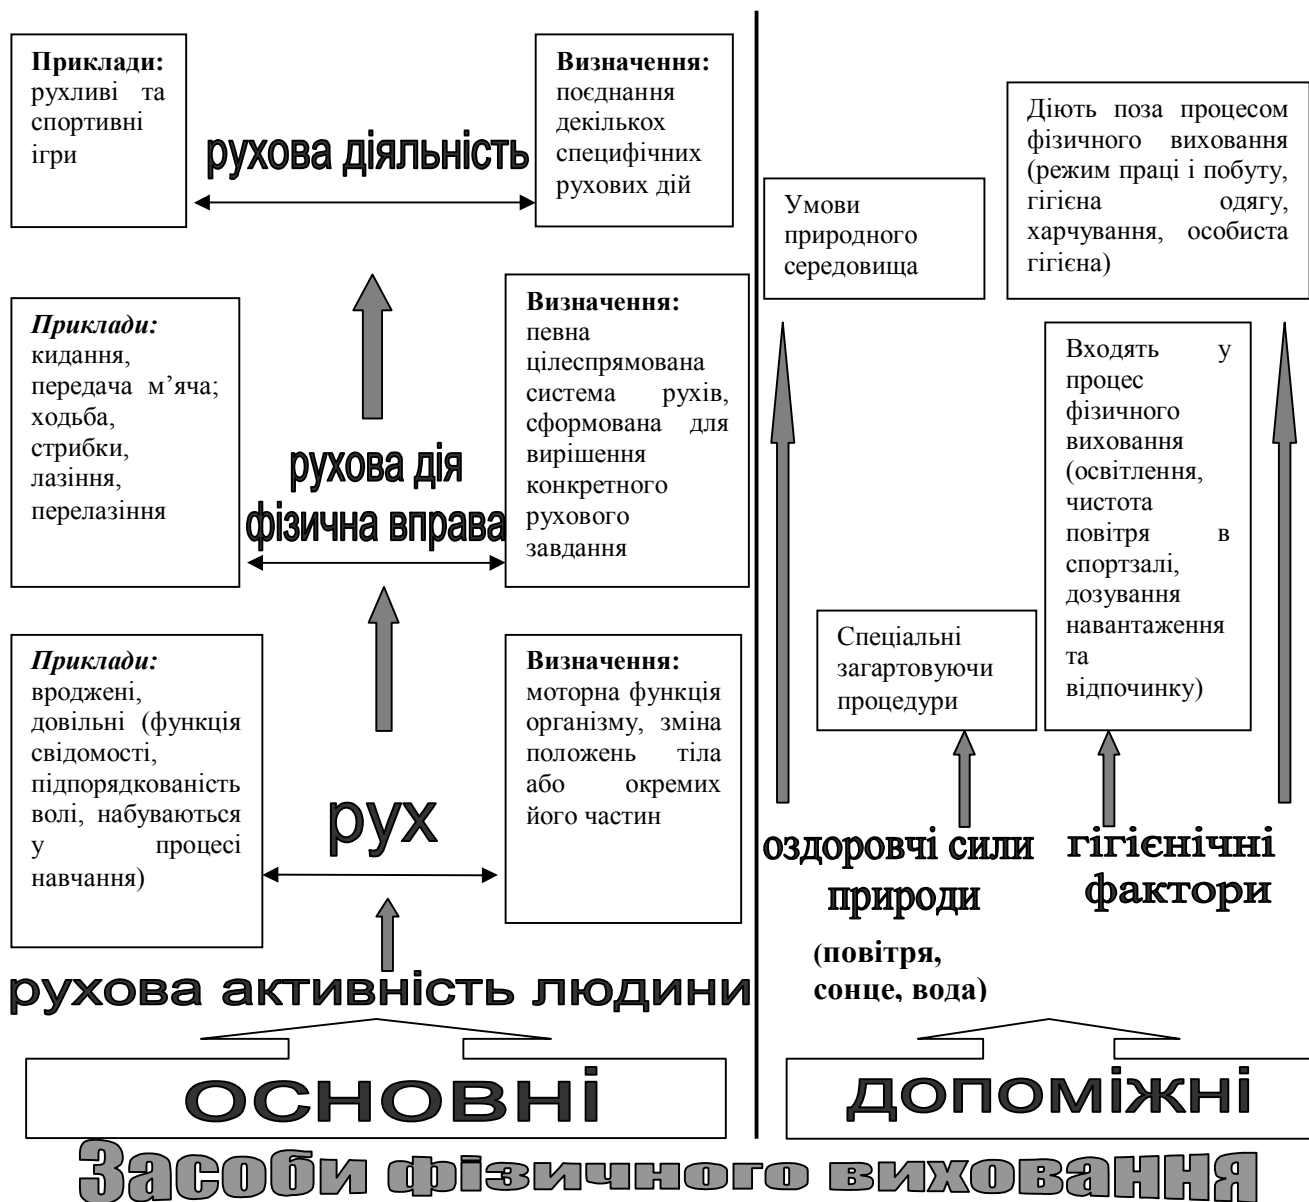 Приклади:
рухливі та
спортивні
ігри
рухова діяльність
Визначення:
поєднання
декількох
специфічних
рухових дій
Приклади:
кидання,
передача м’яча;
ходьба,
стрибки,
лазіння,
перелазіння
рухова дія
фізична вправа
Визначення:
певна
цілеспрямована
система рухів,
сформована для
вирішення
конкретного
рухового
завдання
Приклади:
вроджені,
довільні (функція
свідомості,
підпорядкованість
волі, набуваються
у процесі
навчання)
рух
Визначення:
моторна функція
організму, зміна
положень тіла
або окремих
його частин
рухова активність людини
ОСНОВНІ
Умови
природного
середовища
Діють поза процесом
фізичного виховання
(режим праці і побуту,
гігієна одягу,
харчування, особиста
гігієна)
Спеціальні
загартовуючи
процедури
Входять у
процес
фізичного
виховання
(освітлення,
чистота
повітря в
спортзалі,
дозування
навантаження
та
відпочинку)
оздоровчі сили
природи
(повітря,
сонце, вода)
гігієнічні
фактори
ДОПОМІЖНІ
Засоби фізичного виховання